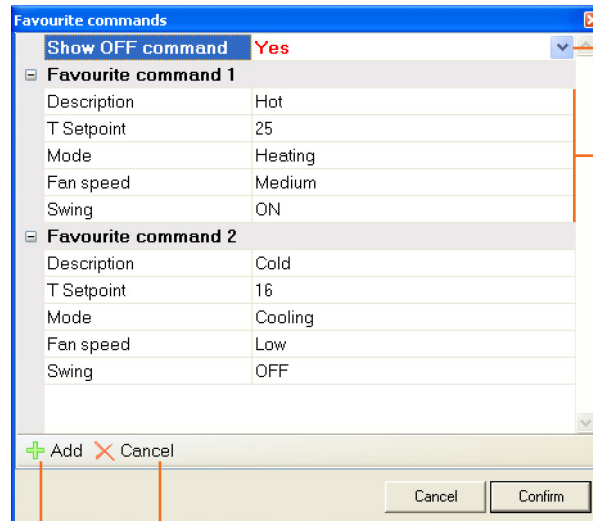 Favourite commands
Show OFF command Yes
Favourite command 1
Description Hot
T Setpoint 25
Mode Heating
Fan speed Medium
Swing ON
Favourite command 2
Description Cold
T Setpoint 16
Mode Cooling
Fan speed Low
Swing OFF
Add Cancel
Cancel Confirm